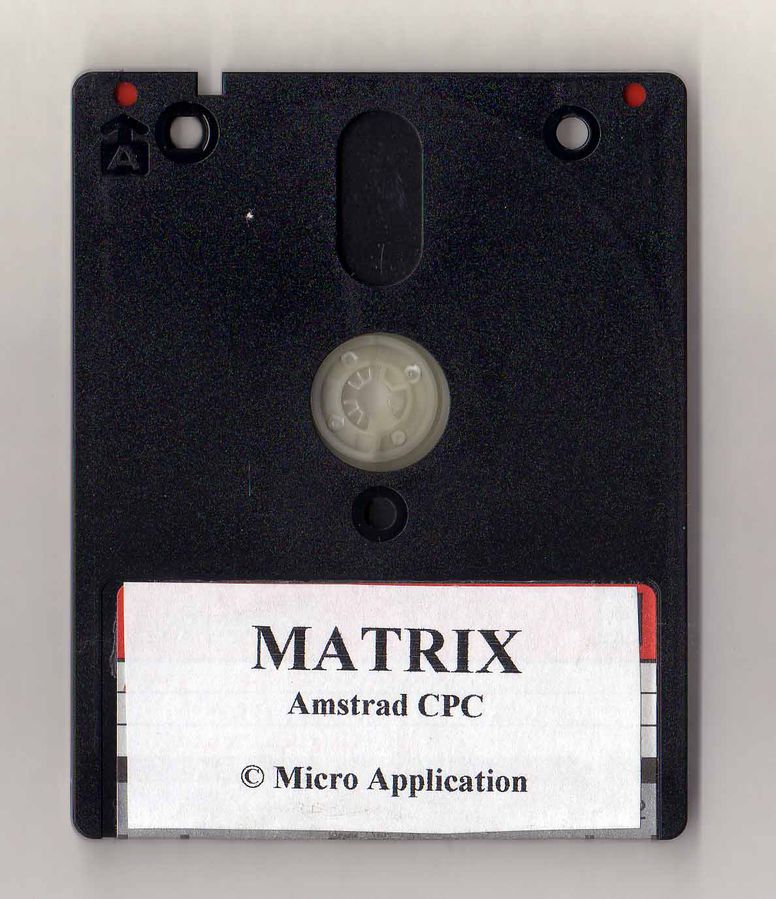 A
MATRIX
Amstrad CPC
© Micro Application